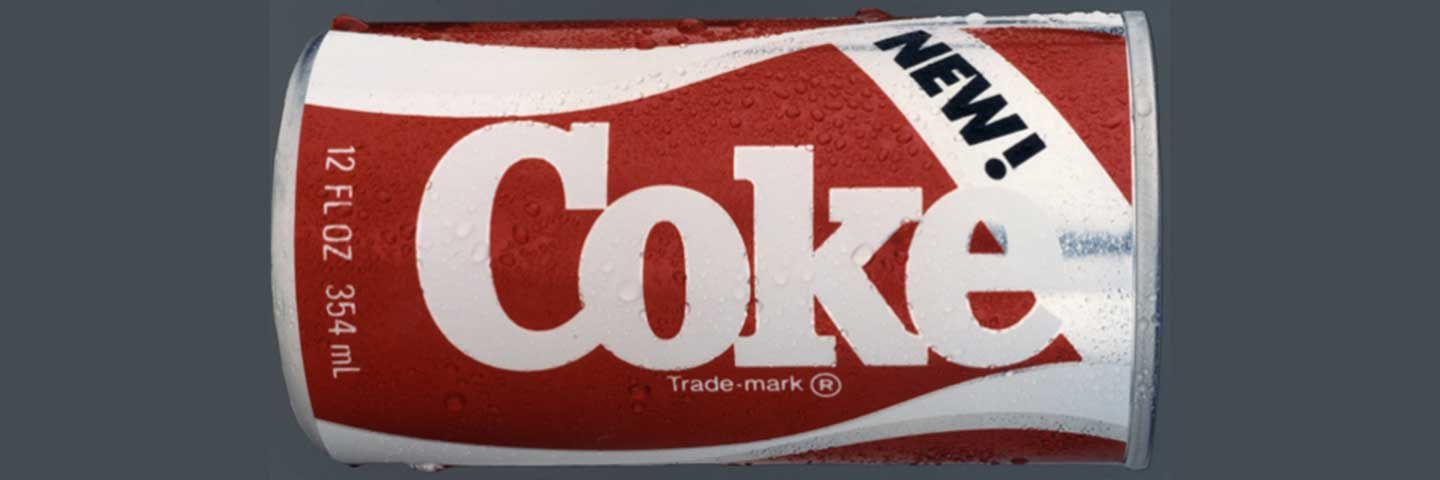 NEW!
12 FL OZ 354 mL
Coke
Trade-mark ®